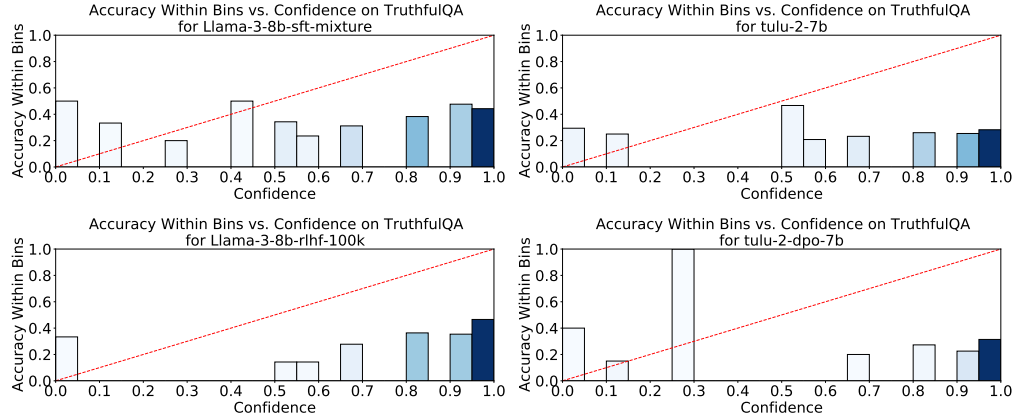 Accuracy Within Bins vs. Confidence on TruthfulQA
for Llama-3-8b-sft-mixture
Accuracy Within Bins
1.0
0.8
0.6
0.4
0.2
0.0
0.0 0.1 0.2 0.3 0.4 0.5 0.6 0.7 0.8 0.9 1.0
Confidence
Accuracy Within Bins vs. Confidence on TruthfulQA
for tulu-2-7b
Accuracy Within Bins
1.0
0.8
0.6
0.4
0.2
0.0
0.0 0.1 0.2 0.3 0.4 0.5 0.6 0.7 0.8 0.9 1.0
Confidence
Accuracy Within Bins vs. Confidence on TruthfulQA
for Llama-3-8b-rlhf-100k
Accuracy Within Bins
1.0
0.8
0.6
0.4
0.2
0.0
0.0 0.1 0.2 0.3 0.4 0.5 0.6 0.7 0.8 0.9 1.0
Confidence
Accuracy Within Bins vs. Confidence on TruthfulQA
for tulu-2-dpo-7b
Accuracy Within Bins
1.0
0.8
0.6
0.4
0.2
0.0
0.0 0.1 0.2 0.3 0.4 0.5 0.6 0.7 0.8 0.9 1.0
Confidence